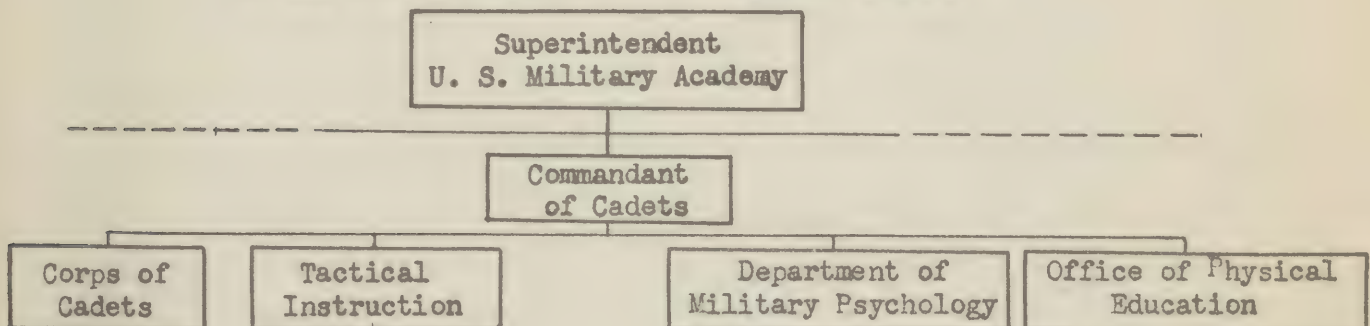 Superintendent
U. S. Military Academy
Commandant
of Cadets
Corps of
Cadets
Tactical
Instruction
Department of
Military Psychology
Office of Physical
Education